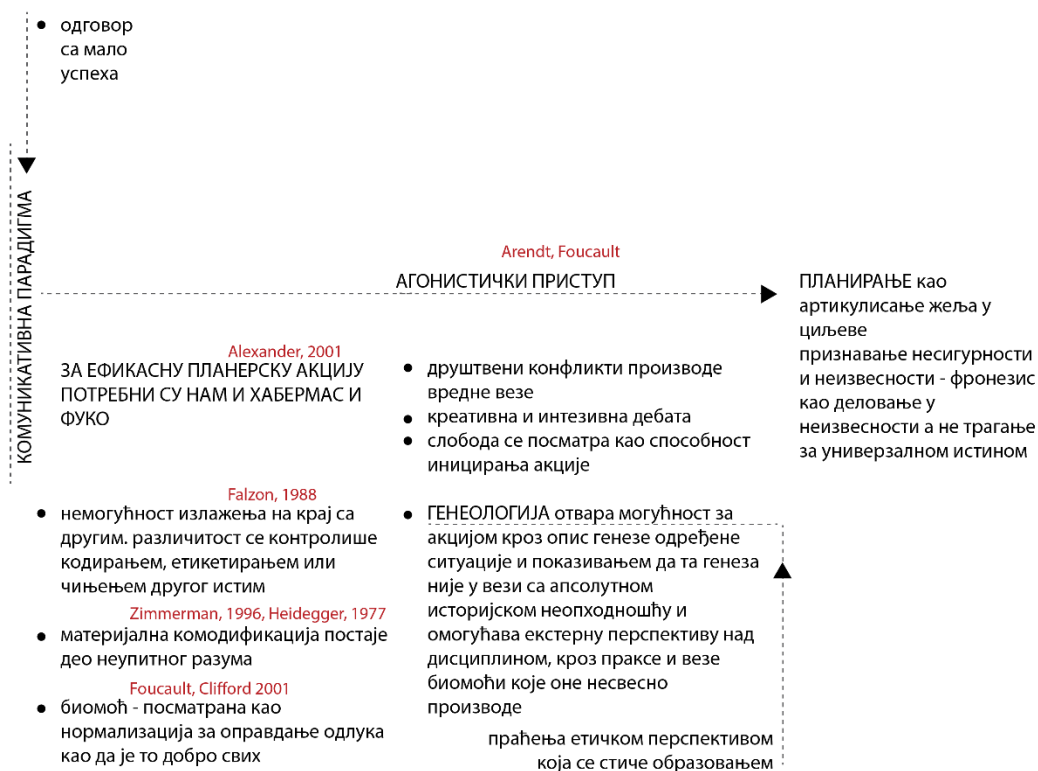 одговор
са мало
успеха
КОМУНИКАТИВНА ПАРАДИГМА
Arendt, Foucault
АГОНИСТИЧКИ ПРИСТУП
ПЛАНИРАЊЕ као
артикулисање жеља у
циљеве
признавање несигурности
и неизвесности - фронезис
као деловање у
неизвесности а не трагање
за универзалном истином
Alexander, 2001
ЗА ЕФИКАСНУ ПЛАНЕРСКУ АКЦИЈУ
ПОТРЕБНИ СУ НАМ И ХАБЕРМАС И
ФУКО
• друштвени конфликти производе
вредне везе
• креативна и интезивна дебата
• слобода се посматра као способност
иницирања акције
Falzon, 1988
• немогућност излажења на крај са
другим. различитост се контролише
кодирањем, етикетирањем или
чињењем другог истим
Zimmerman, 1996, Heidegger, 1977
• материјална комодификација постаје
део неупитног разума
Foucault, Clifford 2001
• биомоћ - посматрана као
нормализација за оправдање одлука
као да је то добро свих
• ГЕНЕОЛОГИЈА отвара могућност за
акцијом кроз опис генезе одређене
ситуације и показивањем да та генеза
није у вези са апсолутном
историјском неопходношћу и
омогућава екстерну перспективу над
дисциплином, кроз праксе и везе
биомоћи које оне несвесно
производе
праћења етичком перспективом
која се стиче образовањем